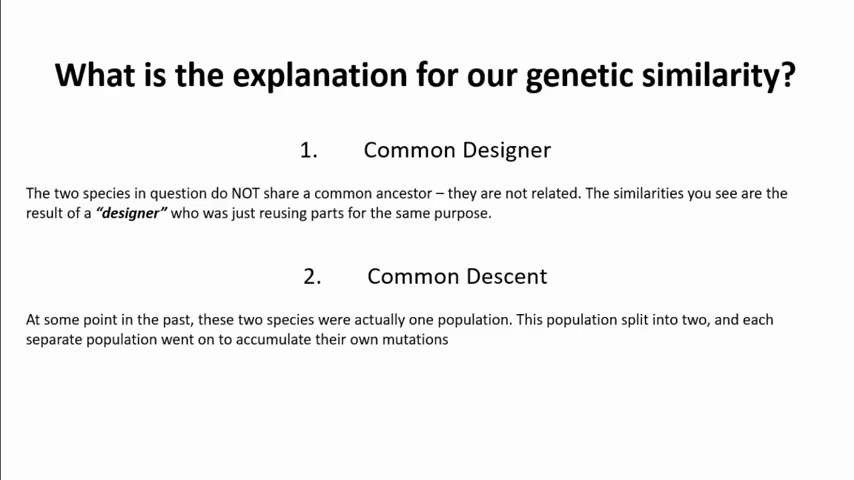 What is the explanation for our genetic similarity?
1. Common Designer
The two species in question do NOT share a common ancestor – they are not related. The similarities you see are the
result of a “designer” who was just reusing parts for the same purpose.
2. Common Descent
At some point in the past, these two species were actually one population. This population split into two, and each
separate population went on to accumulate their own mutations